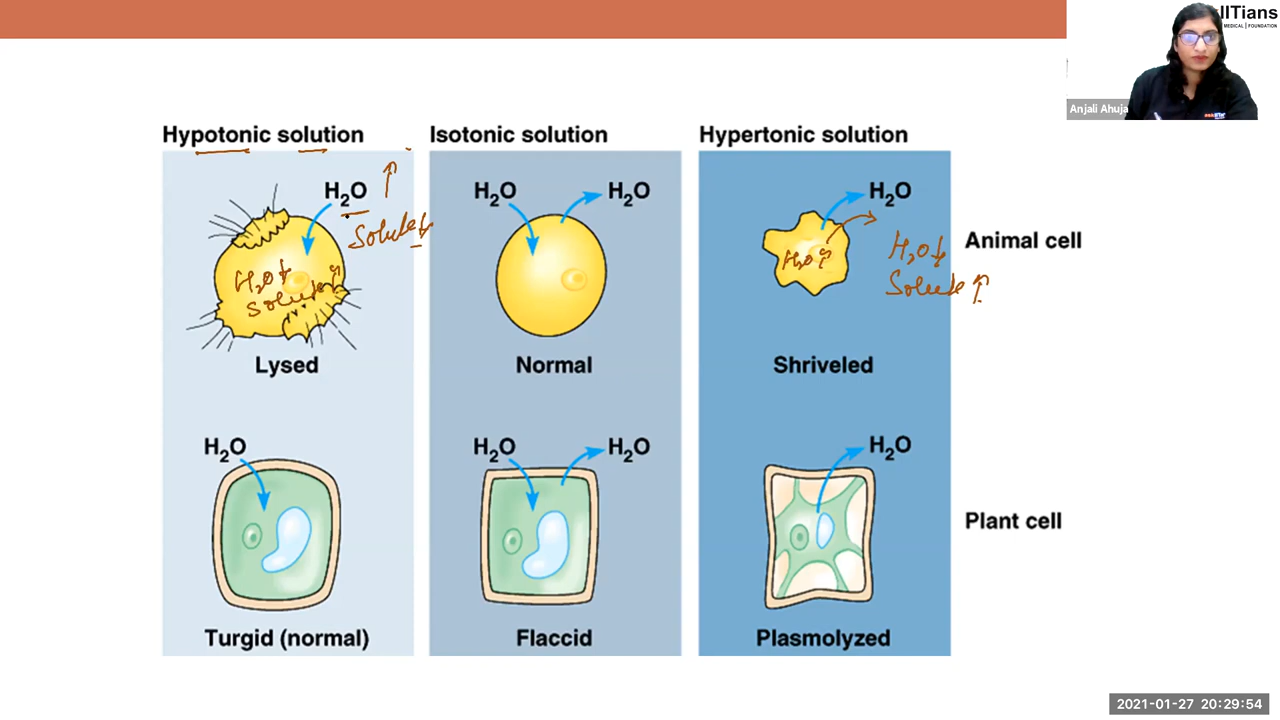 IITians
MEDICAL | FOUNDATION
Anjali Ahuja
Hypotonic solution
Isotonic solution
Hypertonic solution
H₂O ↑
Solute↓
H₂O↓
Solute↑
Lysed
H₂O
H₂O
Normal
H₂O
H₂O↑
H₂O↓
Solute↑
Shriveled
Animal cell
H₂O
Turgid (normal)
H₂O
H₂O
Flaccid
H₂O
Plasmolyzed
Plant cell
2021-01-27 20:29:54